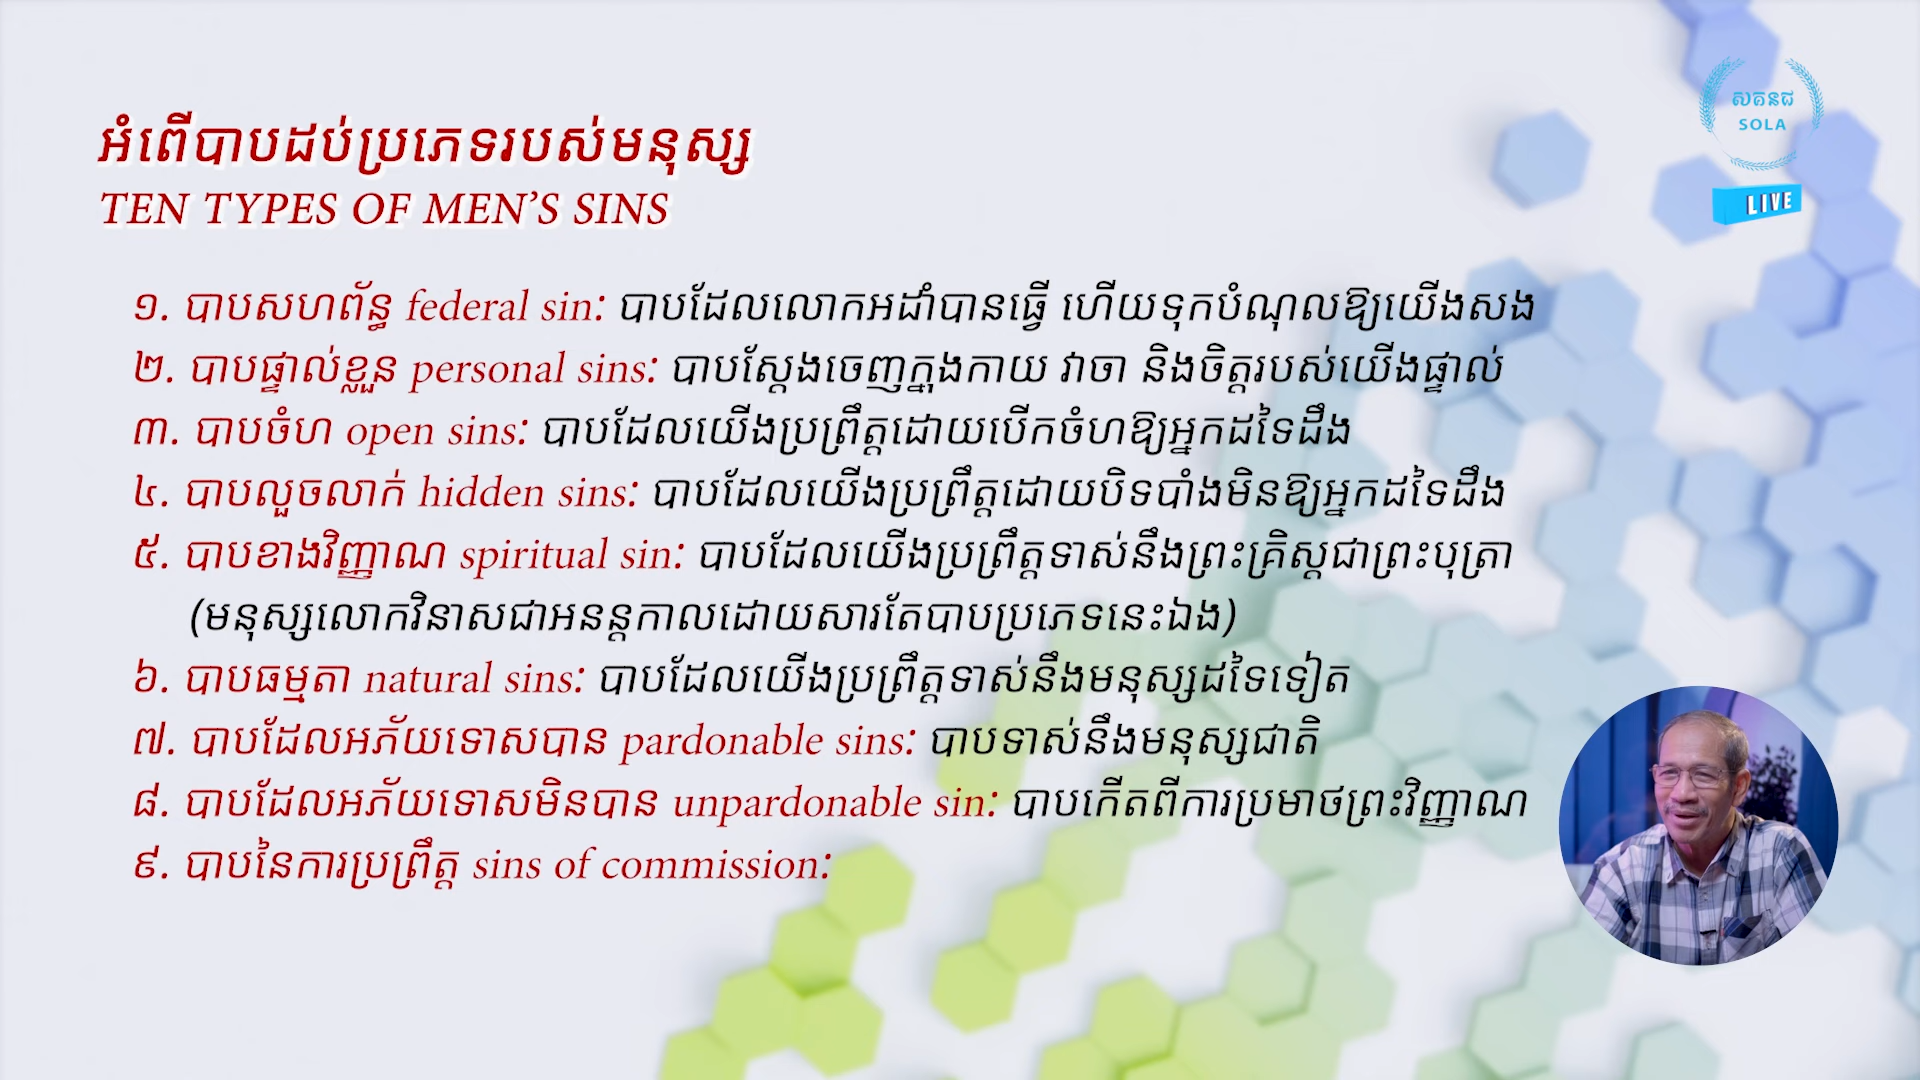 អំពើបាបដប់ប្រភេទរបស់មនុស្ស
TEN TYPES OF MEN’S SINS
១. បាបសហព័ន្ធ federal sin: បាបដែលលោកអដាំបានធ្វើ ហើយទុកបំណុលឱ្យយើងសង
២. បាបផ្ទាល់ខ្លួន personal sins: បាបស្តែងចេញក្នុងកាយ វាចា និងចិត្តរបស់យើងផ្ទាល់
៣. បាបចំហ open sins: បាបដែលយើងប្រព្រឹត្តដោយបើកចំហឱ្យអ្នកដទៃដឹង
៤. បាបលួចលាក់ hidden sins: បាបដែលយើងប្រព្រឹត្តដោយបិទបាំងមិនឱ្យអ្នកដទៃដឹង
៥. បាបខាងវិញ្ញាណ spiritual sin: បាបដែលយើងប្រព្រឹត្តទាស់នឹងព្រះគ្រិស្តជាព្រះបុត្រា
(មនុស្សលោកវិនាសជាអនន្តកាលដោយសារតែបាបប្រភេទនេះឯង)
៦. បាបធម្មតា natural sins: បាបដែលយើងប្រព្រឹត្តទាស់នឹងមនុស្សដទៃទៀត
៧. បាបដែលអភ័យទោសបាន pardonable sins: បាបទាស់នឹងមនុស្សជាតិ
៨. បាបដែលអភ័យទោសមិនបាន unpardonable sin: បាបកើតពីការប្រមាថព្រះវិញ្ញាណ
៩. បាបនៃការប្រព្រឹត្ត sins of commission:
សគនជ
SOLA
LIVE